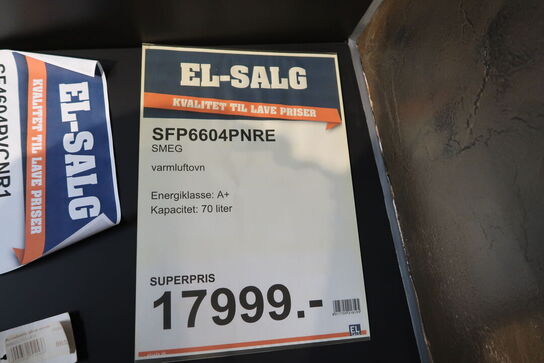 EL-SALG
KVALITET TIL LAVE PRISER
SFP6604PNRE
SMEG
varmluftovn
Energiklasse: A+
Kapacitet: 70 liter
SUPERPRIS
17999.-
EL
EL-SALG
KVALITET TIL LAVE PRISER